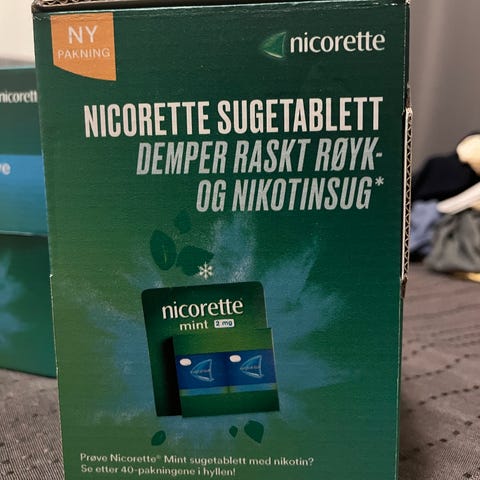 NY
PAKNING
nicorette
NICORETTE SUGETABLETT
DEMPER RASKT RØYK-
OG NIKOTINSUG*
nicorette
mint 2 mg
Prøve Nicorette® Mint sugetablett med nikotin?
Se etter 40-pakningene i hyllen!
nicorett